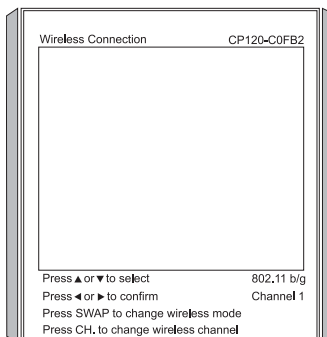 Wireless Connection CP120-C0FB2
Press ▲ or ▼ to select 802.11 b/g
Press ◄ or ► to confirm Channel 1
Press SWAP to change wireless mode
Press CH. to change wireless channel